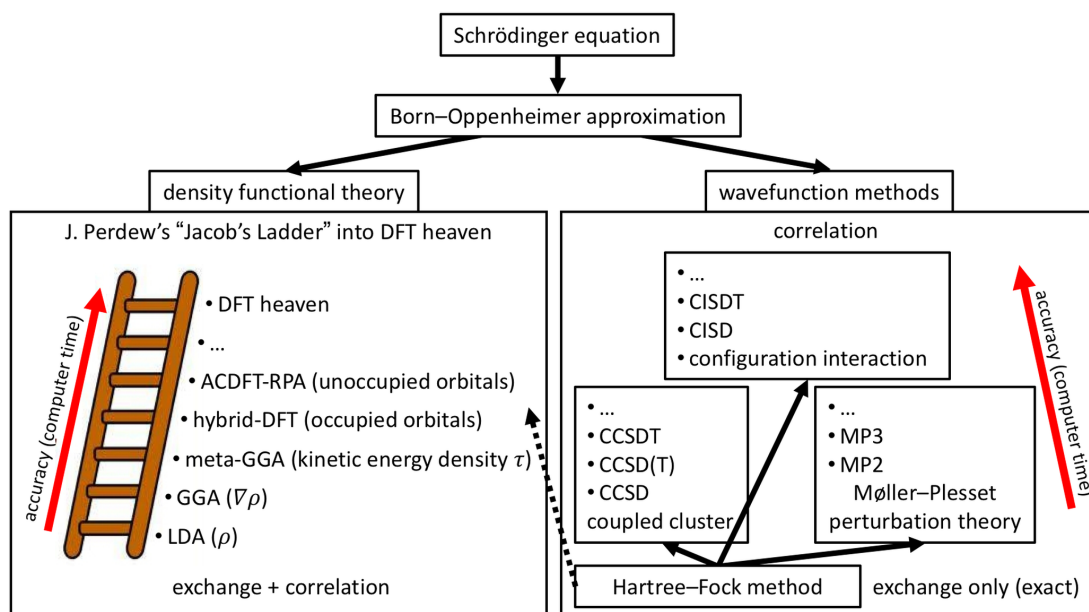 Schrödinger equation
Born–Oppenheimer approximation
density functional theory
wavefunction methods
J. Perdew's “Jacob's Ladder” into DFT heaven
accuracy (computer time)
• DFT heaven
• ...
• ACDFT-RPA (unoccupied orbitals)
• hybrid-DFT (occupied orbitals)
• meta-GGA (kinetic energy density τ)
• GGA (∇ρ)
• LDA (ρ)
exchange + correlation
correlation
• ...
• CISDT
• CISD
• configuration interaction
• ...
• CCSDT
• CCSD(T)
• CCSD
coupled cluster
• ...
• MP3
• MP2
Møller–Plesset
perturbation theory
accuracy (computer time)
Hartree–Fock method
exchange only (exact)